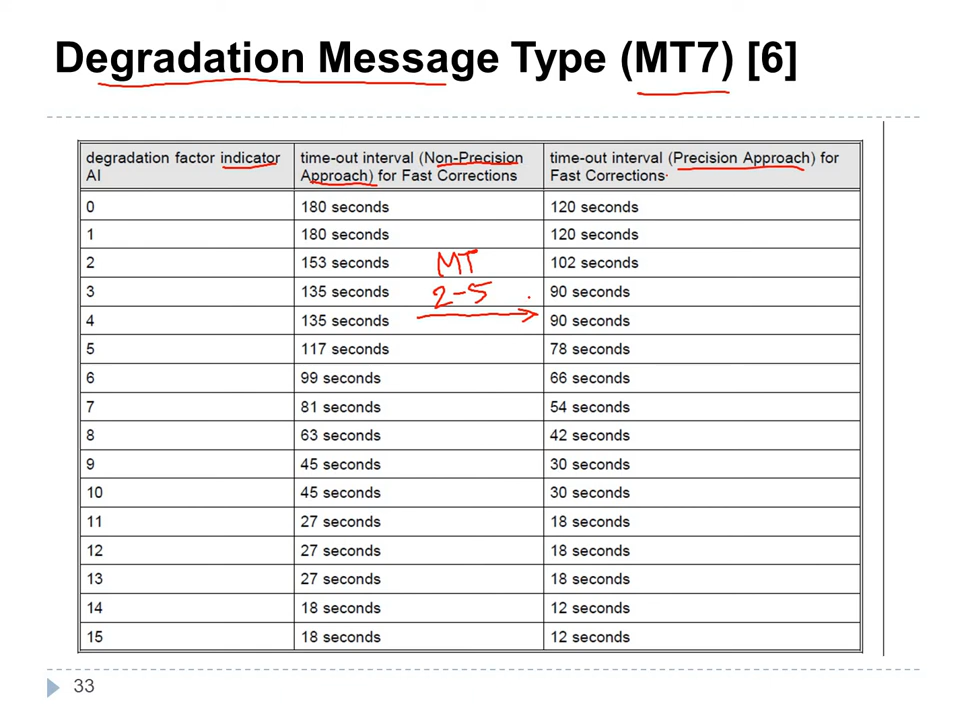 Degradation Message Type (MT7) [6]
degradation factor indicator AI | time-out interval (Non-Precision Approach) for Fast Corrections | time-out interval (Precision Approach) for Fast Corrections
0 | 180 seconds | 120 seconds
1 | 180 seconds | 120 seconds
2 | 153 seconds | 102 seconds
MT
3 | 135 seconds | 90 seconds
2-5
4 | 135 seconds | 90 seconds
5 | 117 seconds | 78 seconds
6 | 99 seconds | 66 seconds
7 | 81 seconds | 54 seconds
8 | 63 seconds | 42 seconds
9 | 45 seconds | 30 seconds
10 | 45 seconds | 30 seconds
11 | 27 seconds | 18 seconds
12 | 27 seconds | 18 seconds
13 | 27 seconds | 18 seconds
14 | 18 seconds | 12 seconds
15 | 18 seconds | 12 seconds
33